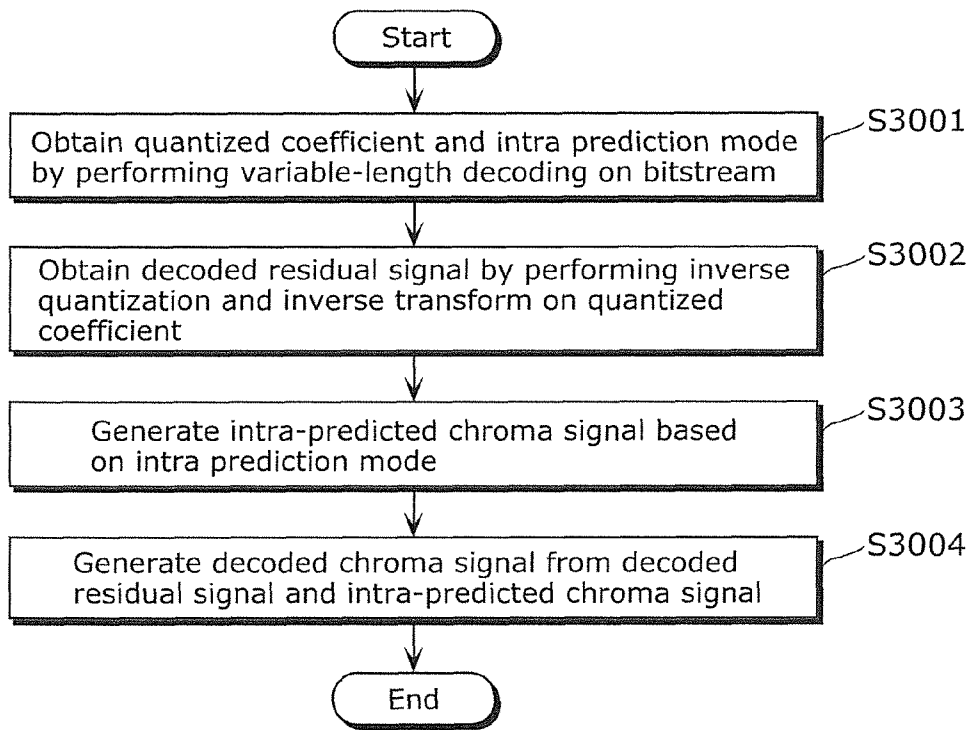 Start
S3001
Obtain quantized coefficient and intra prediction mode
by performing variable-length decoding on bitstream
S3002
Obtain decoded residual signal by performing inverse
quantization and inverse transform on quantized
coefficient
S3003
Generate intra-predicted chroma signal based
on intra prediction mode
S3004
Generate decoded chroma signal from decoded
residual signal and intra-predicted chroma signal
End